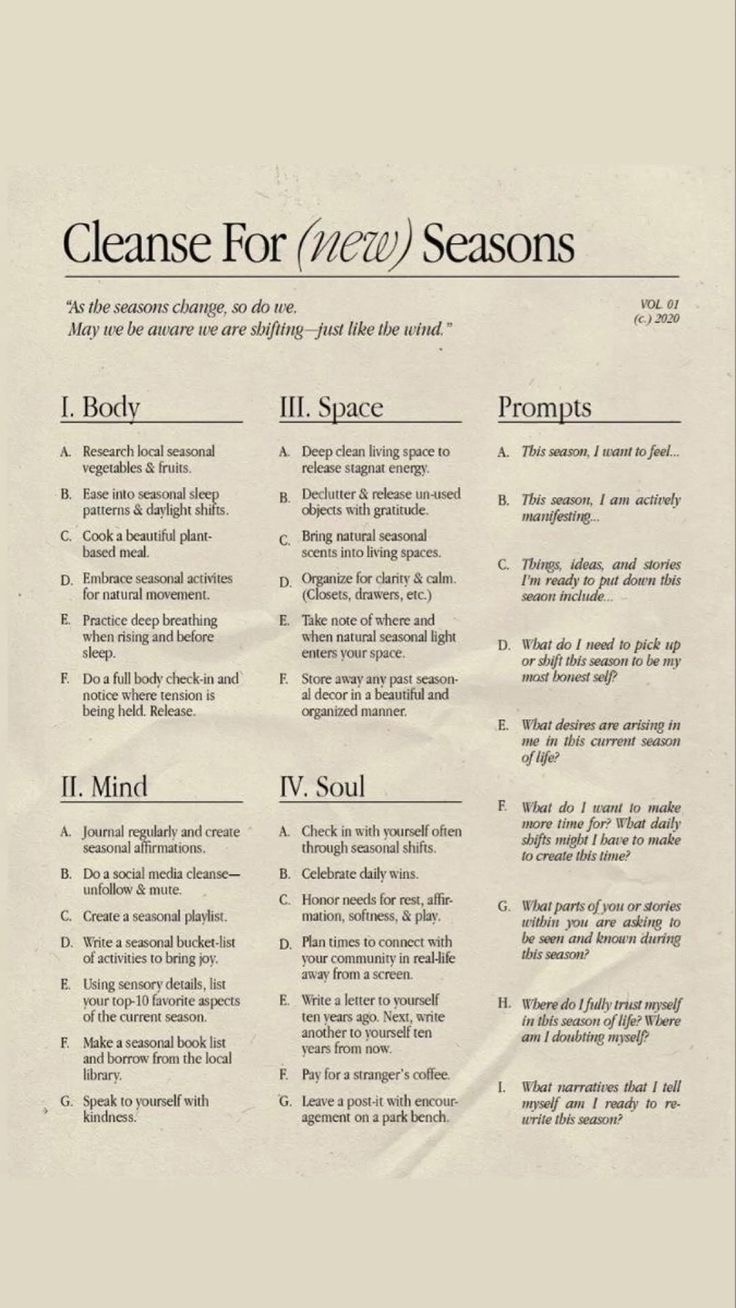 Cleanse For (new) Seasons
“As the seasons change, so do we.
May we be aware we are shifting—just like the wind.”
VOL 01
(c.) 2020
I. Body
A. Research local seasonal
vegetables & fruits.
B. Ease into seasonal sleep
patterns & daylight shifts.
C. Cook a beautiful plant-
based meal.
D. Embrace seasonal activites
for natural movement.
E. Practice deep breathing
when rising and before
sleep.
F. Do a full body check-in and
notice where tension is
being held. Release.
II. Mind
A. Journal regularly and create
seasonal affirmations.
B. Do a social media cleanse—
unfollow & mute.
C. Create a seasonal playlist.
D. Write a seasonal bucket-list
of activities to bring joy.
E. Using sensory details, list
your top-10 favorite aspects
of the current season.
F. Make a seasonal book list
and borrow from the local
library.
G. Speak to yourself with
kindness.
III. Space
A. Deep clean living space to
release stagnat energy.
B. Declutter & release un-used
objects with gratitude.
C. Bring natural seasonal
scents into living spaces.
D. Organize for clarity & calm.
(Closets, drawers, etc.)
E. Take note of where and
when natural seasonal light
enters your space.
F. Store away any past season-
al decor in a beautiful and
organized manner.
IV. Soul
A. Check in with yourself often
through seasonal shifts.
B. Celebrate daily wins.
C. Honor needs for rest, affir-
mation, softness, & play.
D. Plan times to connect with
your community in real-life
away from a screen.
E. Write a letter to yourself
ten years ago. Next, write
another to yourself ten
years from now.
F. Pay for a stranger's coffee.
G. Leave a post-it with encour-
agement on a park bench.
Prompts
A. This season, I want to feel...
B. This season, I am actively
manifesting...
C. Things, ideas, and stories
I'm ready to put down this
seaon include...
D. What do I need to pick up
or shift this season to be my
most honest self?
E. What desires are arising in
me in this current season
of life?
F. What do I want to make
more time for? What daily
shifts might I have to make
to create this time?
G. What parts of you or stories
within you are asking to
be seen and known during
this season?
H. Where do I fully trust myself
in this season of life? Where
am I doubting myself?
I. What narratives that I tell
myself am I ready to re-
write this season?